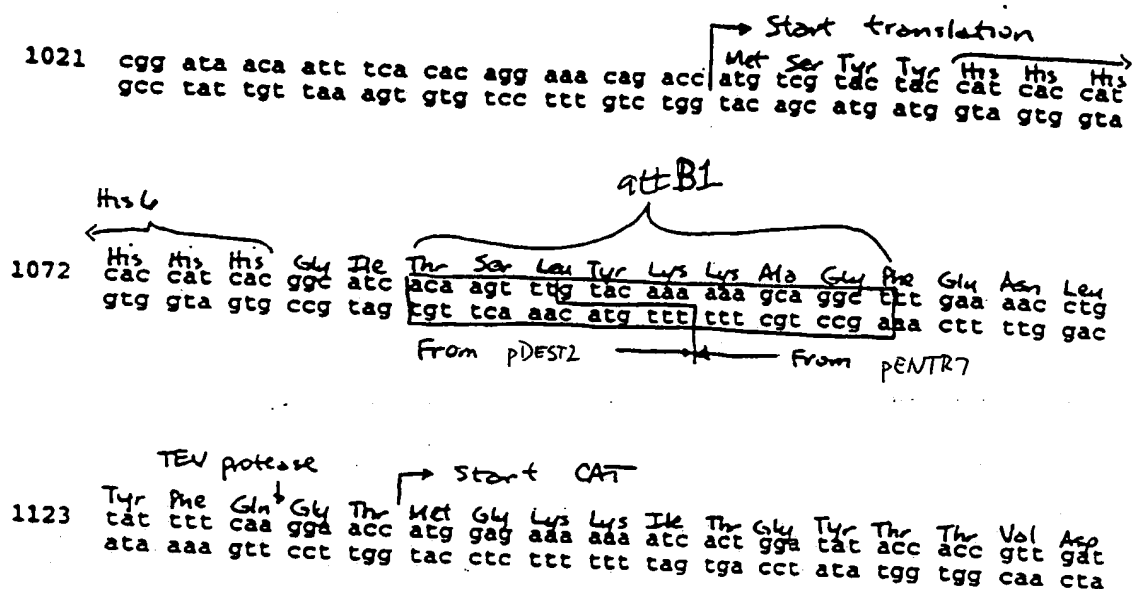 Start translation
Met Ser Tyr Tyr His His His
1021 cgg ata aca att tca cac agg aaa cag acc atg tcg tac tac cat cac cat
gcc tat tgt taa agt gtg tcc ttt gtc tgg tac agc atg atg gta gtg gta
attB1
His 6
His His His Gly Ile Thr Ser Leu Tyr Lys Lys Ala Gly Phe Glu Asn Leu
1072 cac cat cac ggc atc aca agt ttg tac aaa aaa gca ggc ttt gaa aac ctg
gtg gta gtg ccg tag tgt tca aac atg ttt ttt cgt ccg aaa ctt ttg gac
From pDEST2 From pENTR7
TEV protease Start CAT
Tyr Phe Gln Gly Thr Met Gly Lys Lys Ile Thr Gly Tyr Thr Thr Val Asp
1123 tat ttt caa gga acc atg gag aaa aaa atc act gga tat acc acc gtt gat
ata aaa gtt cct tgg tac ctc ttt ttt tag tga cct ata tgg tgg caa cta